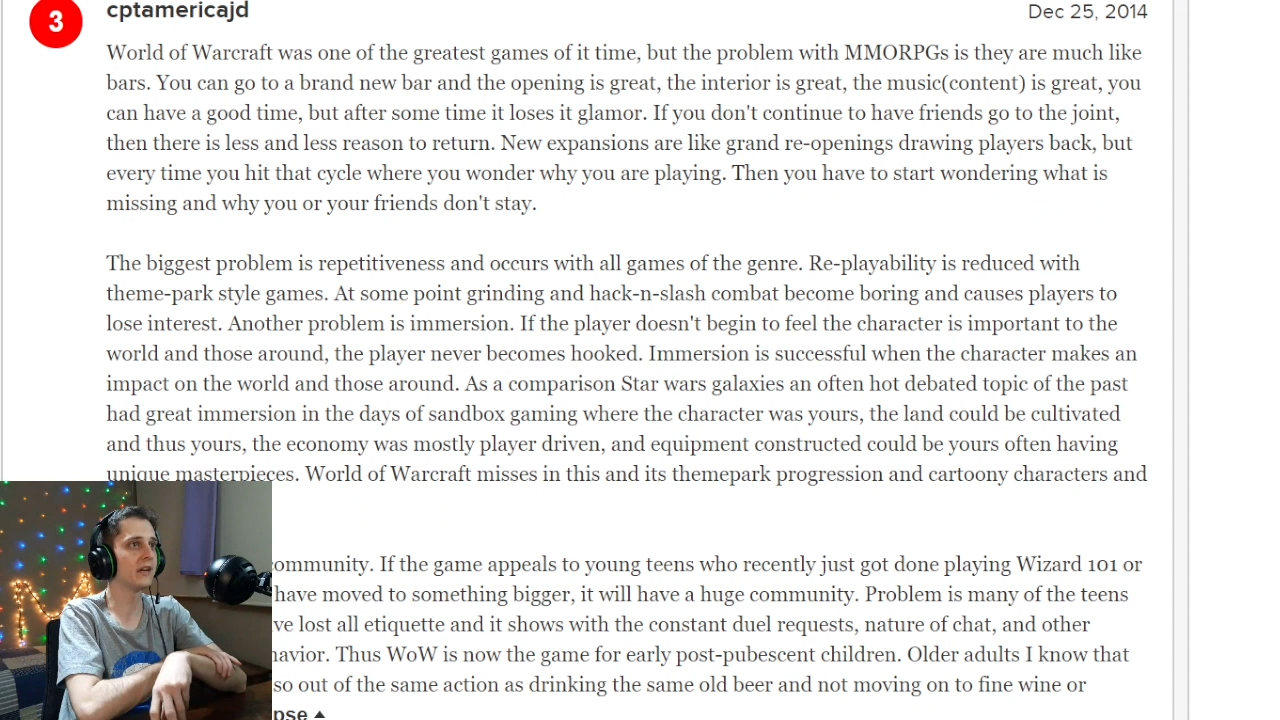 3
cptamericajd
Dec 25, 2014
World of Warcraft was one of the greatest games of it time, but the problem with MMORPGs is they are much like
bars. You can go to a brand new bar and the opening is great, the interior is great, the music(content) is great, you
can have a good time, but after some time it loses it glamor. If you don't continue to have friends go to the joint,
then there is less and less reason to return. New expansions are like grand re-openings drawing players back, but
every time you hit that cycle where you wonder why you are playing. Then you have to start wondering what is
missing and why you or your friends don't stay.
The biggest problem is repetitiveness and occurs with all games of the genre. Re-playability is reduced with
theme-park style games. At some point grinding and hack-n-slash combat become boring and causes players to
lose interest. Another problem is immersion. If the player doesn't begin to feel the character is important to the
world and those around, the player never becomes hooked. Immersion is successful when the character makes an
impact on the world and those around. As a comparison Star wars galaxies an often hot debated topic of the past
had great immersion in the days of sandbox gaming where the character was yours, the land could be cultivated
and thus yours, the economy was mostly player driven, and equipment constructed could be yours often having
unique masterpieces. World of Warcraft misses in this and its themepark progression and cartoony characters and
ommunity. If the game appeals to young teens who recently just got done playing Wizard 101 or
have moved to something bigger, it will have a huge community. Problem is many of the teens
ve lost all etiquette and it shows with the constant duel requests, nature of chat, and other
navior. Thus WoW is now the game for early post-pubescent children. Older adults I know that
so out of the same action as drinking the same old beer and not moving on to fine wine or
pse